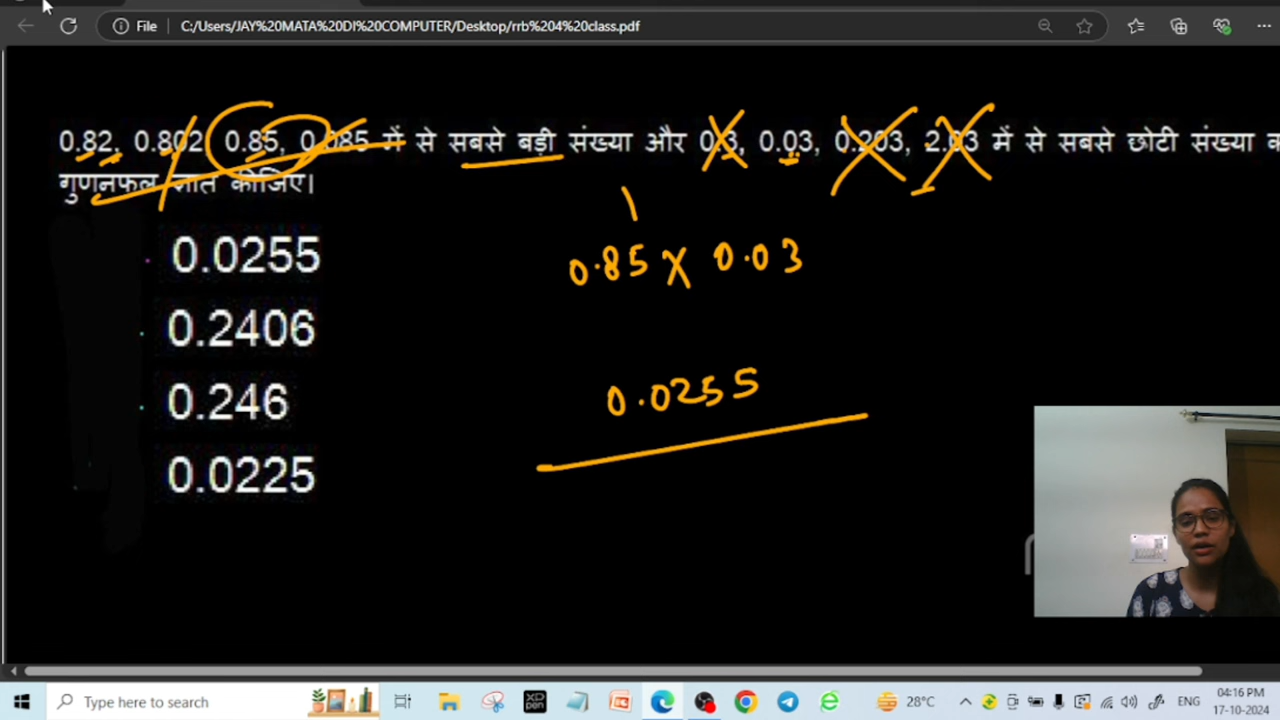 File C:/Users/JAY%20MATA%20DI%20COMPUTER/Desktop/rrb%204%20class.pdf
0.82, 0.802, 0.85, 0.085 में से सबसे बड़ी संख्या और 0.3, 0.03, 0.203, 2.03 में से सबसे छोटी संख्या
गुणनफल ज्ञात कीजिए।
0.0255
0.2406
0.246
0.0225
0.85 X 0.03
0.0255
Type here to search
XP PEN
28°C
ENG
04:16 PM
17-10-2024